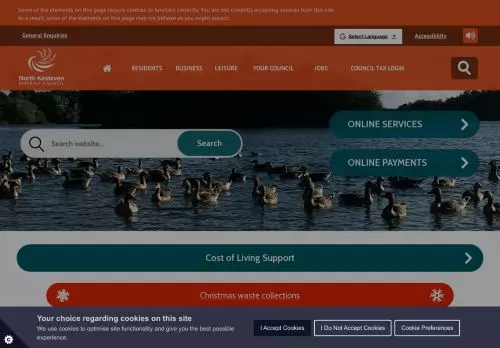 Some of the elements on this page require cookies to function correctly. You are not currently accepting cookies from this site.
As a result, some of the elements on this page may not behave as you might expect.
General Enquiries
Select Language
Accessibility
North Kesteven
DISTRICT COUNCIL
RESIDENTS
BUSINESS
LEISURE
YOUR COUNCIL
JOBS
COUNCIL TAX LOGIN
ONLINE SERVICES
Search website...
Search
ONLINE PAYMENTS
Cost of Living Support
Christmas waste collections
Your choice regarding cookies on this site
We use cookies to optimise site functionality and give you the best possible
experience.
I Accept Cookies
I Do Not Accept Cookies
Cookie Preferences